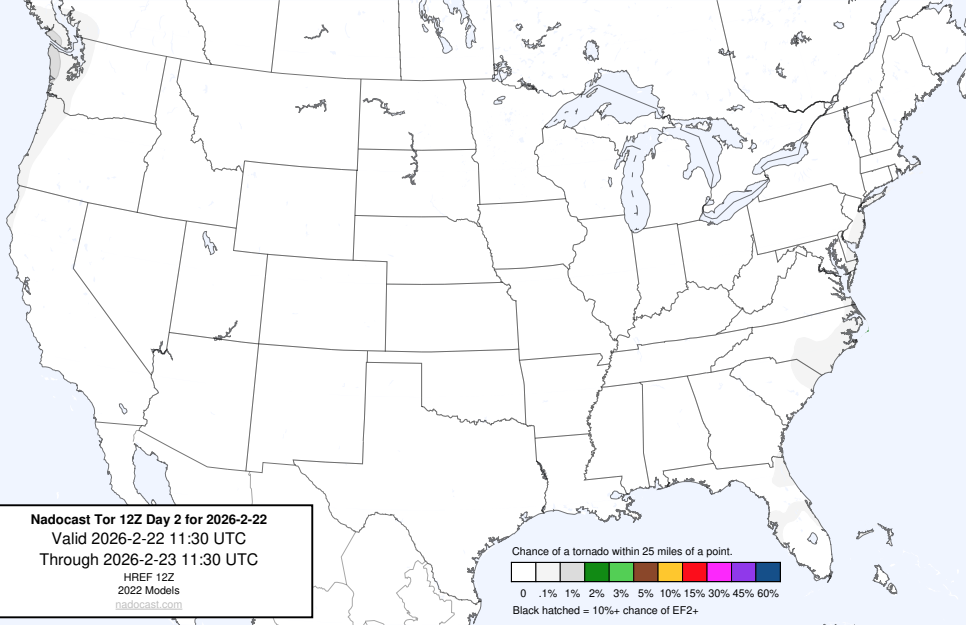 Nadocast Tor 12Z Day 2 for 2026-2-22
Valid 2026-2-22 11:30 UTC
Through 2026-2-23 11:30 UTC
HREF 12Z
2022 Models
nadocast.com
Chance of a tornado within 25 miles of a point.
0 .1% 1% 2% 3% 5% 10% 15% 30% 45% 60%
Black hatched = 10%+ chance of EF2+